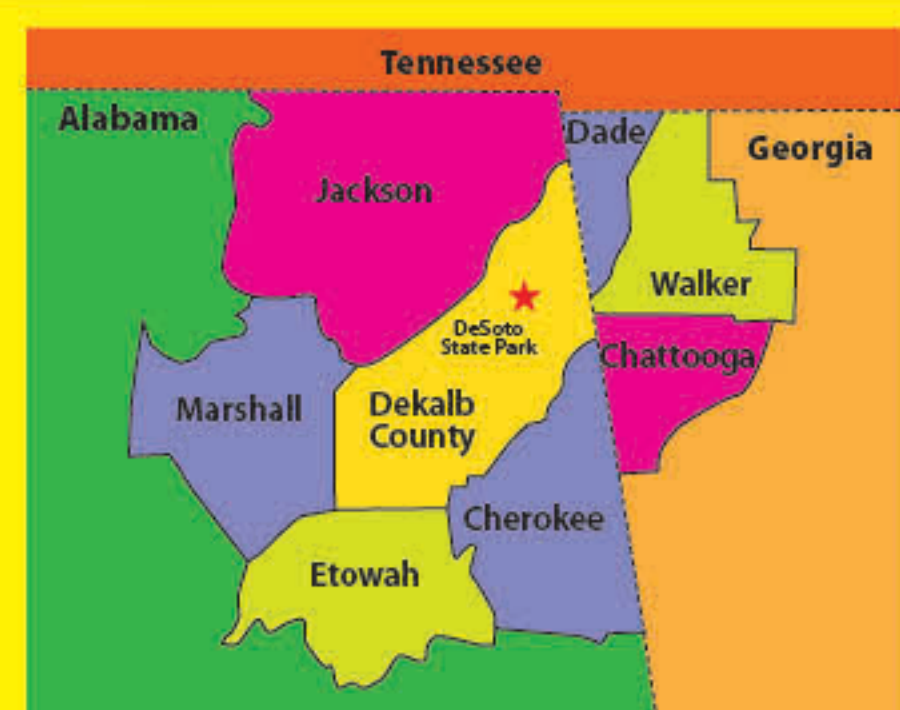 Tennessee
Alabama
Dade
Georgia
Jackson
Walker
DeSoto
State Park
Chattooga
Marshall
Dekalb
County
Cherokee
Etowah